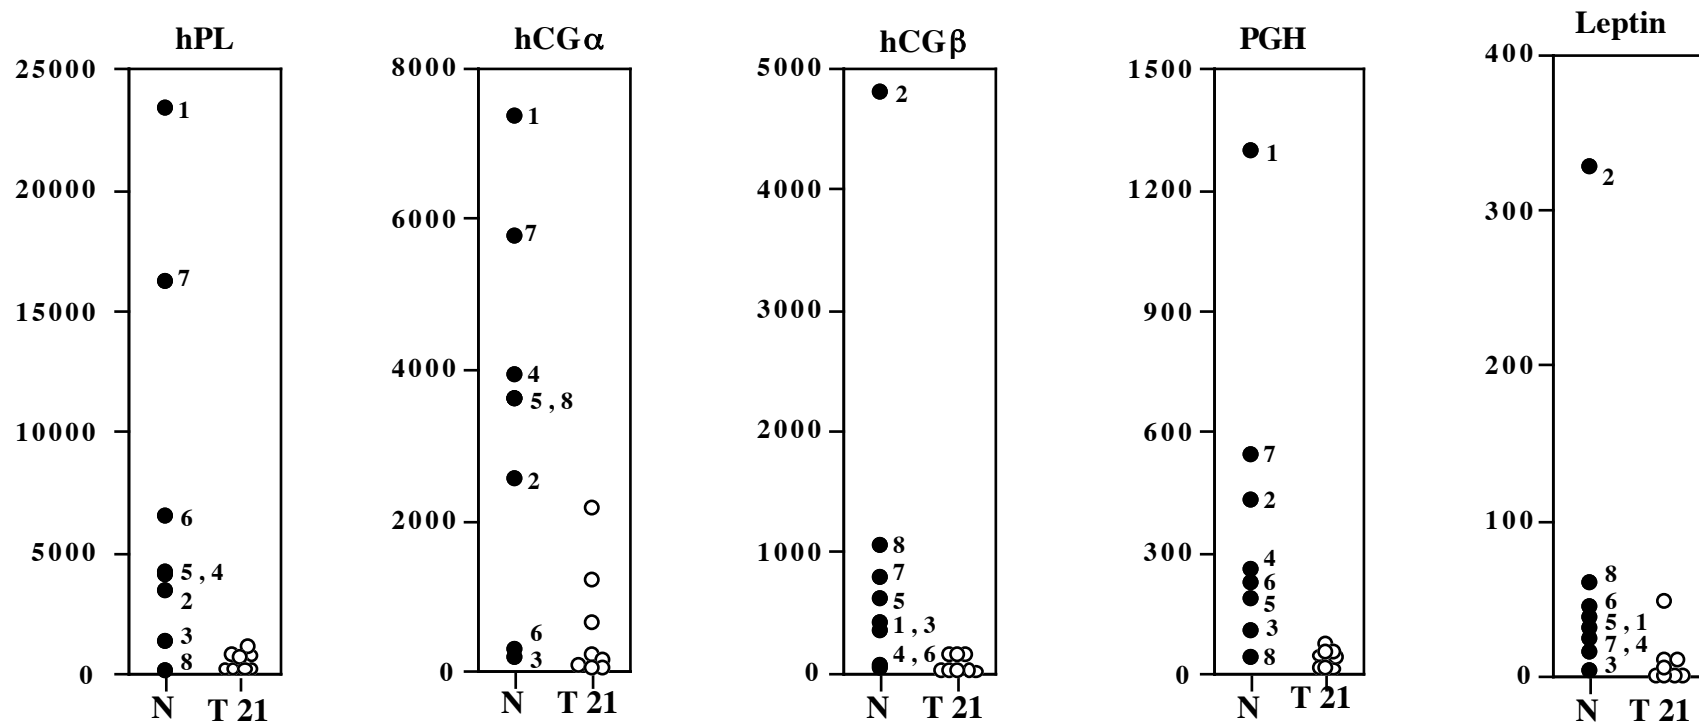 hPL
25000
20000
15000
10000
5000
0
1
7
6
5 , 4
2
3
8
N
T 21
hCGα
8000
6000
4000
2000
0
1
7
4
5 , 8
2
6
3
N
T 21
hCGβ
5000
4000
3000
2000
1000
0
2
8
7
5
1 , 3
4 , 6
N
T 21
PGH
1500
1200
900
600
300
0
1
7
2
4
6
5
3
8
N
T 21
Leptin
400
300
200
100
0
2
8
6
5 , 1
7 , 4
3
N
T 21